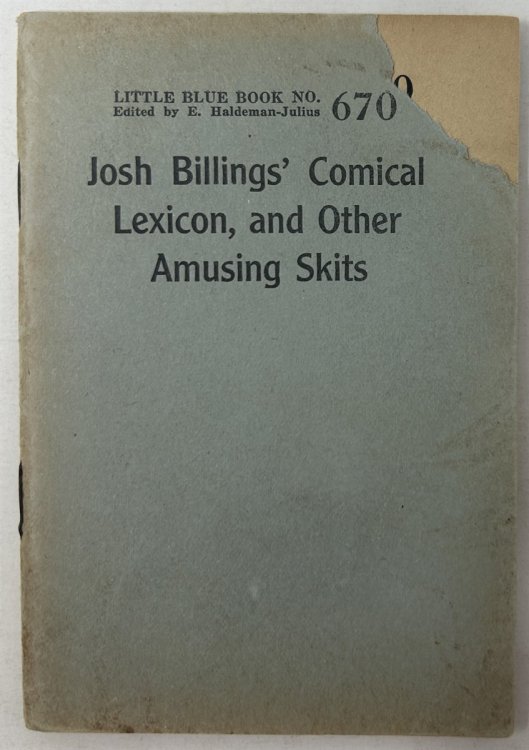 LITTLE BLUE BOOK NO. 670
Edited by E. Haldeman-Julius
Josh Billings' Comical
Lexicon, and Other
Amusing Skits